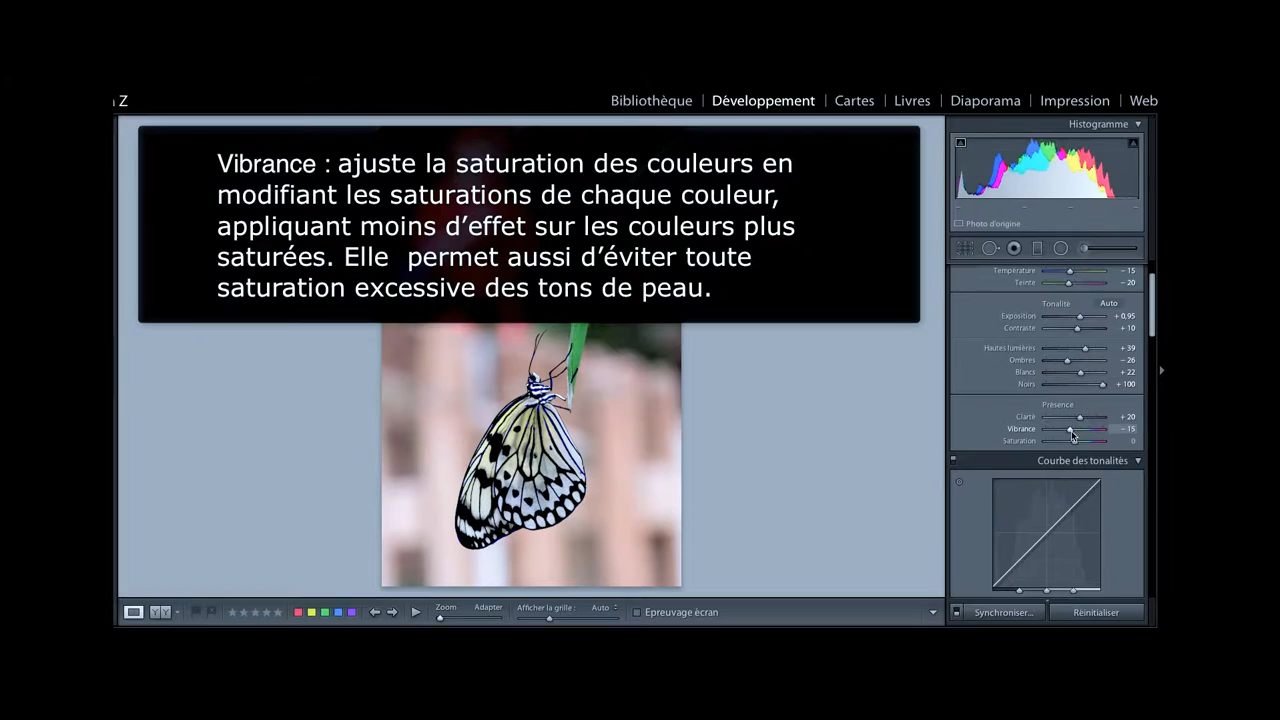 Z
Bibliothèque | Développement | Cartes | Livres | Diaporama | Impression | Web
Histogramme
Vibrance : ajuste la saturation des couleurs en
modifiant les saturations de chaque couleur,
appliquant moins d’effet sur les couleurs plus
saturées. Elle  permet aussi d’éviter toute
saturation excessive des tons de peau.
Photo d'origine
Température - 15
Teinte - 20
Tonalité Auto
Exposition + 0,95
Contraste + 10
Hautes lumières + 39
Ombres - 26
Blancs + 22
Noirs + 100
Présence
Clarté + 20
Vibrance - 15
Saturation 0
Courbe des tonalités
Zoom Adapter Afficher la grille : Auto Epreuvage écran
Synchroniser... Réinitialiser